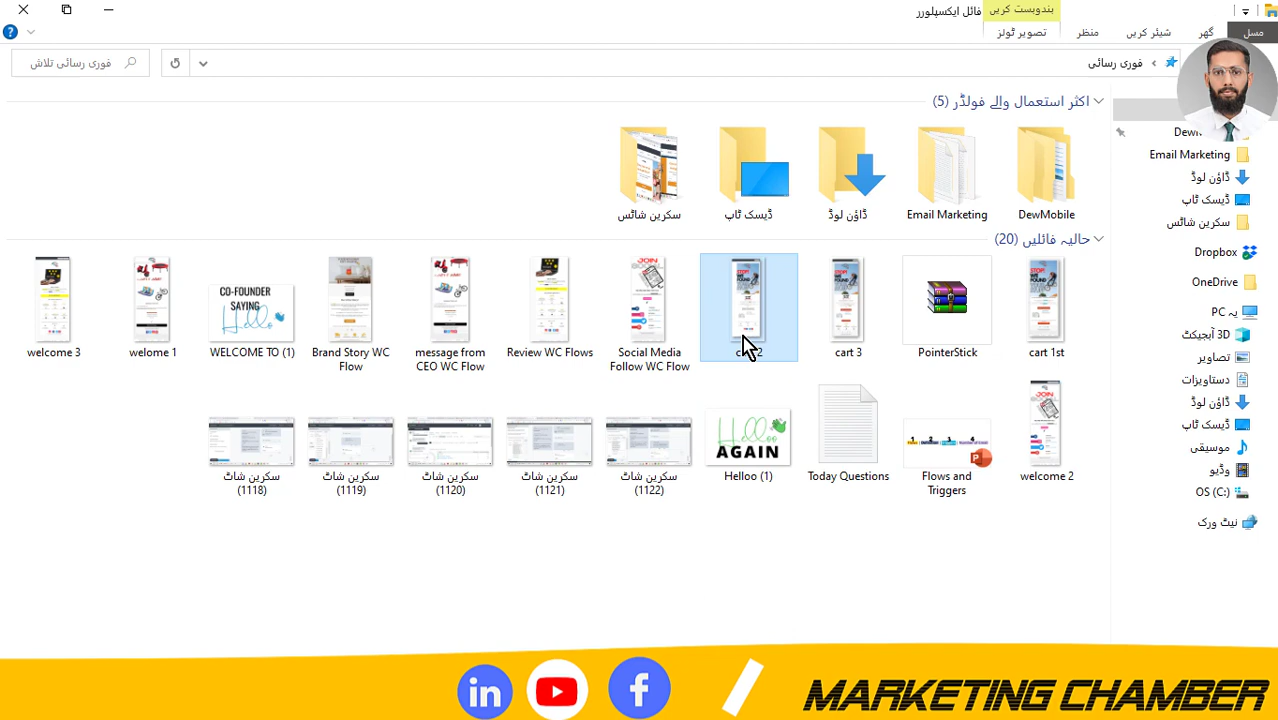 فائل ایکسپلورر
بندوبست کریں
مسل
گھر
شیئر کریں
منظر
تصویر ٹولز
فوری رسائی
فوری رسائی تلاش
Email Marketing
ڈاؤن لوڈ
ڈیسک ٹاپ
سکرین شاٹس
Dropbox
OneDrive
یہ PC
3D آبجیکٹ
تصاویر
دستاویزات
ڈاؤن لوڈ
ڈیسک ٹاپ
موسیقی
وڈیو
OS (C:)
نیٹ ورک
اکثر استعمال والے فولڈر (5)
DewMobile
Email Marketing
ڈاؤن لوڈ
ڈیسک ٹاپ
سکرین شاٹس
حالیہ فائلیں (20)
cart 1st
PointerStick
cart 3
Social Media
Follow WC Flow
Review WC Flows
message from
CEO WC Flow
Brand Story WC
Flow
CO-FOUNDER
SAYING
Hello
WELCOME TO (1)
welome 1
welcome 3
welcome 2
Flows and
Triggers
Today Questions
Helloo
AGAIN
Helloo (1)
سکرین شاٹ
(1122)
سکرین شاٹ
(1121)
سکرین شاٹ
(1120)
سکرین شاٹ
(1119)
سکرین شاٹ
(1118)
MARKETING CHAMBER